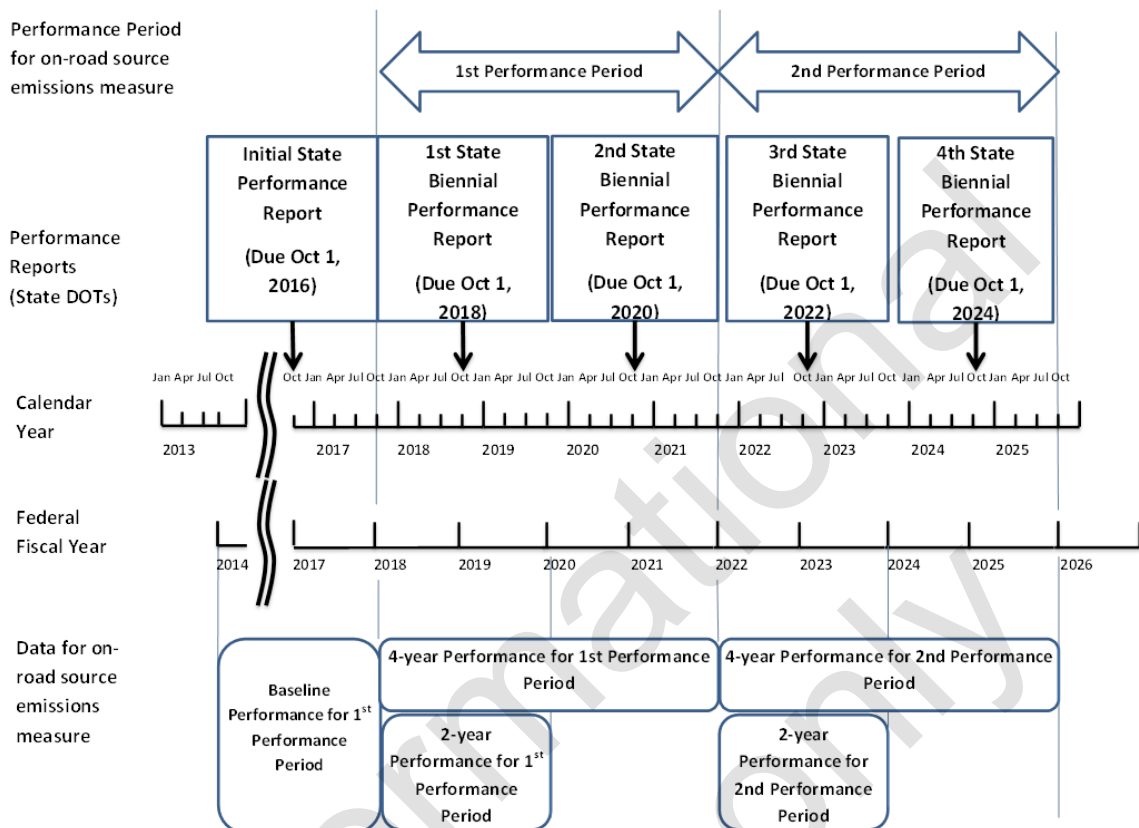 Performance Period
for on-road source
emissions measure
1st Performance Period
2nd Performance Period
Performance
Reports
(State DOTs)
Initial State
Performance
Report
(Due Oct 1,
2016)
1st State
Biennial
Performance
Report
(Due Oct 1,
2018)
2nd State
Biennial
Performance
Report
(Due Oct 1,
2020)
3rd State
Biennial
Performance
Report
(Due Oct 1,
2022)
4th State
Biennial
Performance
Report
(Due Oct 1,
2024)
Jan Apr Jul Oct
Oct Jan Apr Jul Oct Jan Apr Jul Oct Jan Apr Jul Oct Jan Apr Jul Oct Jan Apr Jul Oct Jan Apr Jul Oct Jan Apr Jul Oct Jan Apr Jul Oct Jan Apr Jul Oct
Calendar
Year
2013 2017 2018 2019 2020 2021 2022 2023 2024 2025
Federal
Fiscal Year
2014 2017 2018 2019 2020 2021 2022 2023 2024 2025 2026
Data for on-
road source
emissions
measure
Baseline
Performance for 1st
Performance
Period
4-year Performance for 1st Performance
Period
2-year
Performance for 1st
Performance
Period
4-year Performance for 2nd Performance
Period
2-year
Performance for
2nd Performance
Period
ormational
only